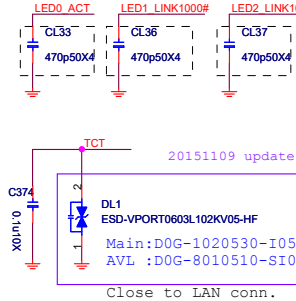 LED0_ACT
LED1_LINK1000#
LED2_LINK10
CL33
CL36
CL37
470p50X4
470p50X4
470p50X4
TCT
20151109 update
C374
0.1u10X
2
DL1
ESD-VPORT0603L102KV05-HF
1
Main:D0G-1020530-I05
AVL :D0G-8010510-SI0
Close to LAN conn.